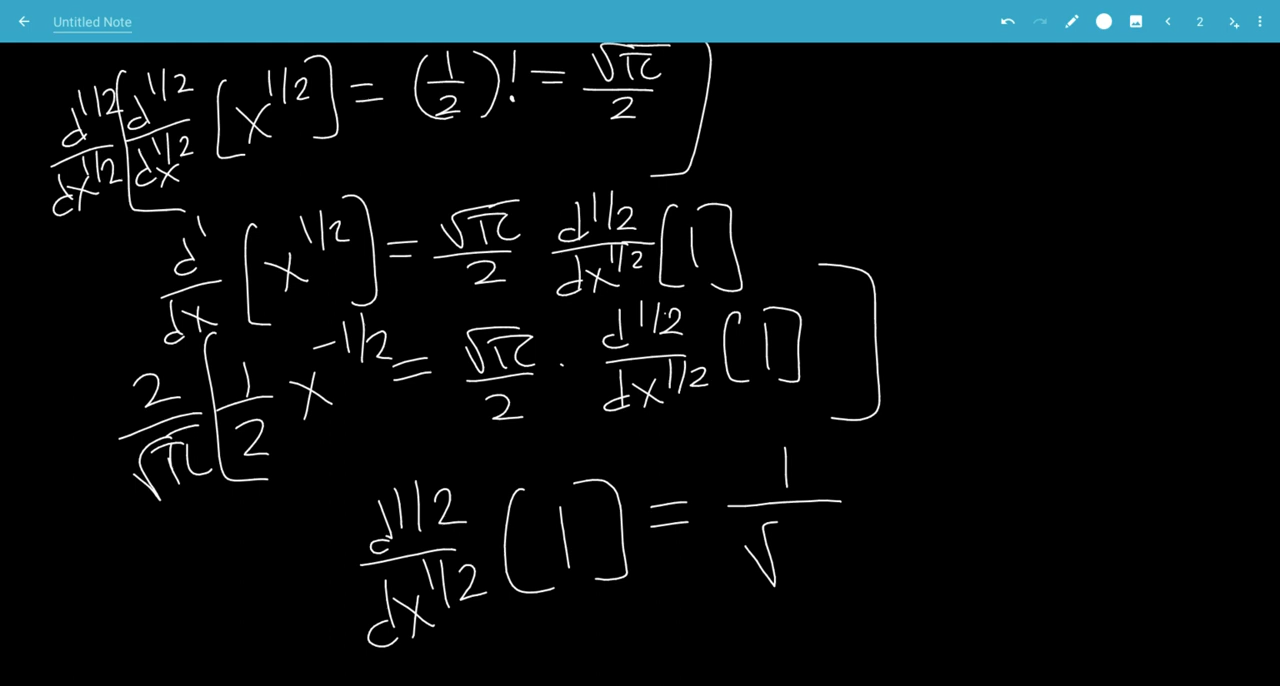 Untitled Note
2
d^{1/2}/dx^{1/2} [ d^{1/2}/dx^{1/2} [x^{1/2}] = (1/2)! = √π/2 ]
d^1/dx [x^{1/2}] = √π/2 d^{1/2}/dx^{1/2} [1]
2/√π [ 1/2 x^{-1/2} = √π/2 · d^{1/2}/dx^{1/2} [1] ]
d^{1/2}/dx^{1/2} [1] = 1/√